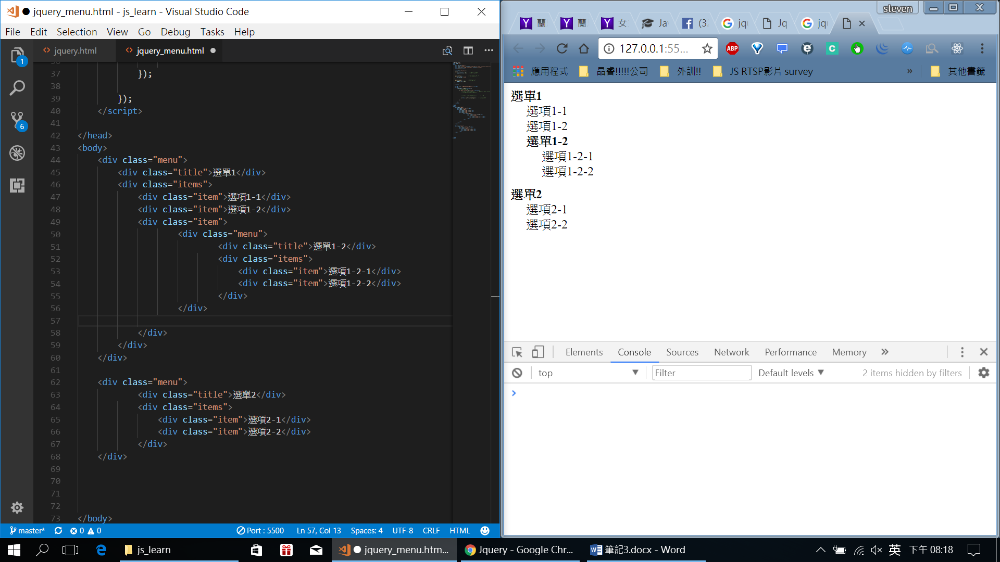 jquery_menu.html - js_learn - Visual Studio Code
File Edit Selection View Go Debug Tasks Help
jquery.html
jquery_menu.html
1
6
37 });
38
39 });
40 </script>
41
42 </head>
43 <body>
44 <div class="menu">
45 <div class="title">選單1</div>
46 <div class="items">
47 <div class="item">選項1-1</div>
48 <div class="item">選項1-2</div>
49 <div class="item">
50 <div class="menu">
51 <div class="title">選單1-2</div>
52 <div class="items">
53 <div class="item">選項1-2-1</div>
54 <div class="item">選項1-2-2</div>
55 </div>
56 </div>
57
58 </div>
59 </div>
60 </div>
61
62 <div class="menu">
63 <div class="title">選單2</div>
64 <div class="items">
65 <div class="item">選項2-1</div>
66 <div class="item">選項2-2</div>
67 </div>
68 </div>
69
70
71
72
73 </body>
master* 0 0 Port : 5500 Ln 57, Col 13 Spaces: 4 UTF-8 CRLF HTML
steven
蘭
蘭
女
Ja
(3
jq
Jq
jq
127.0.0.1:55...
ABP
應用程式 晶睿!!!!!公司 外訓!! JS RTSP影片 survey » 其他書籤
選單1
選項1-1
選項1-2
選單1-2
選項1-2-1
選項1-2-2
選單2
選項2-1
選項2-2
Elements Console Sources Network Performance Memory »
top Filter Default levels 2 items hidden by filters
js_learn
jquery_menu.htm...
Jquery - Google Chr...
筆記3.docx - Word
英 下午 08:18